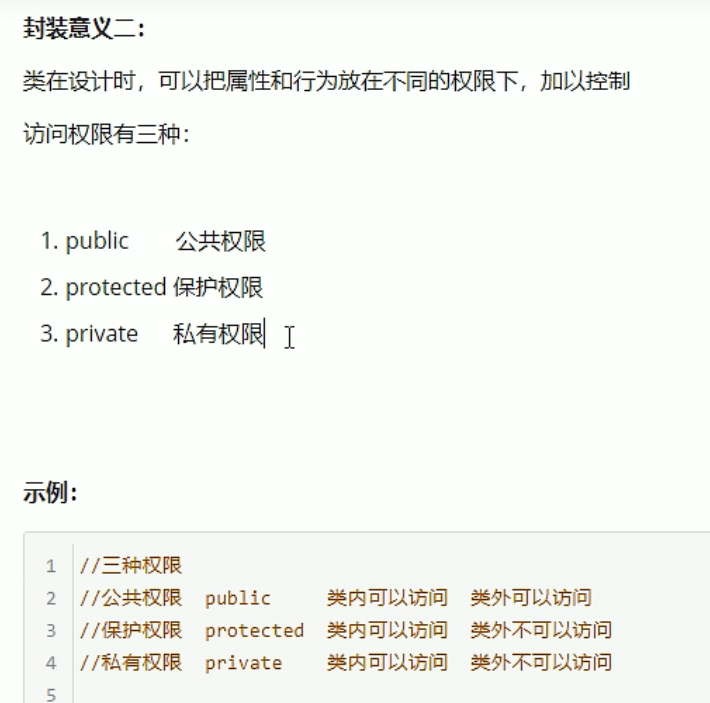 封装意义二：
类在设计时，可以把属性和行为放在不同的权限下，加以控制
访问权限有三种：
1. public 公共权限
2. protected 保护权限
3. private 私有权限
示例：
1 //三种权限
2 //公共权限 public 类内可以访问 类外可以访问
3 //保护权限 protected 类内可以访问 类外不可以访问
4 //私有权限 private 类内可以访问 类外不可以访问
5